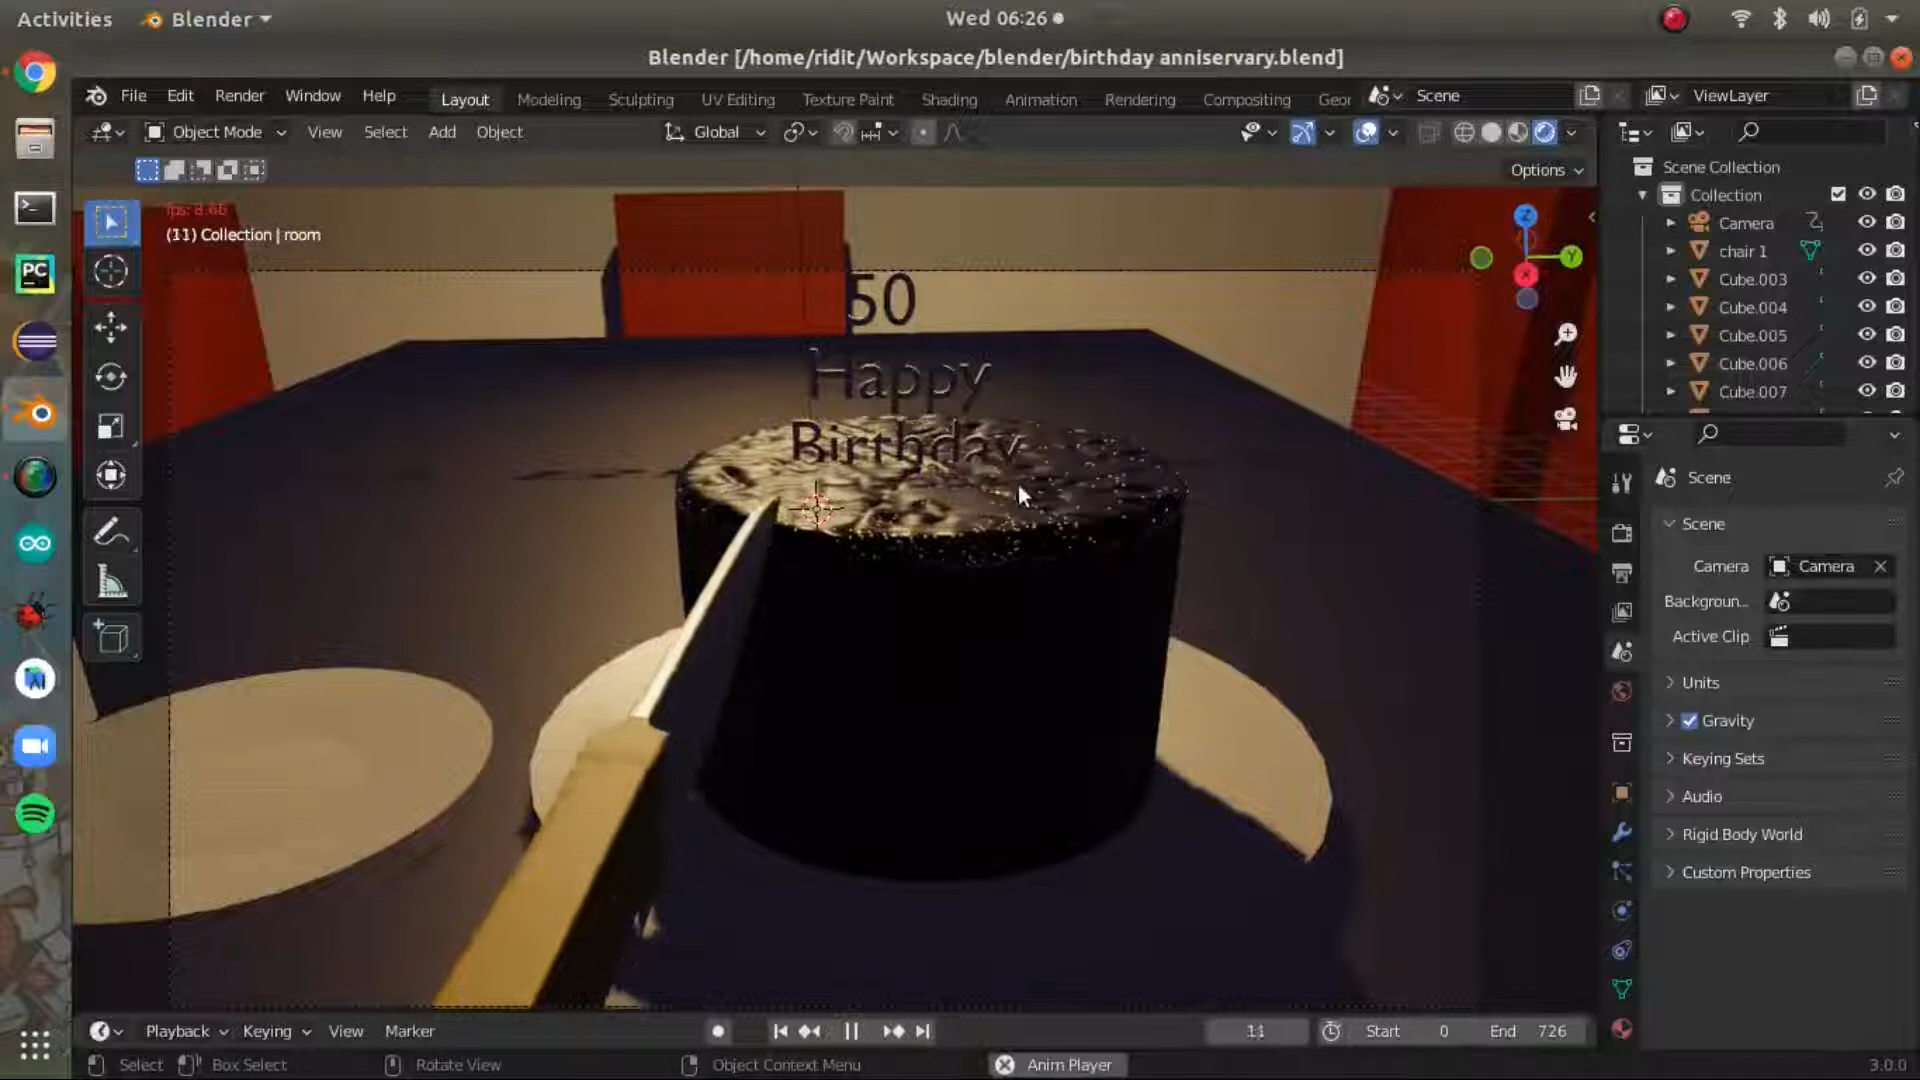 Activities Blender Wed 06:26
Blender [/home/ridit/Workspace/blender/birthday anniservary.blend]
File Edit Render Window Help Layout Modeling Sculpting UV Editing Texture Paint Shading Animation Rendering Compositing Geor Scene ViewLayer
Object Mode View Select Add Object Global
Options
Scene Collection
Collection
Camera
chair 1
Cube.003
Cube.004
Cube.005
Cube.006
Cube.007
fps: 8.66
(11) Collection | room
50
Happy
Birthday
PC
Scene
Scene
Camera Camera
Backgroun...
Active Clip
Units
Gravity
Keying Sets
Audio
Rigid Body World
Custom Properties
Playback Keying View Marker 11 Start 0 End 726
Select Box Select Rotate View Object Context Menu Anim Player 3.0.0